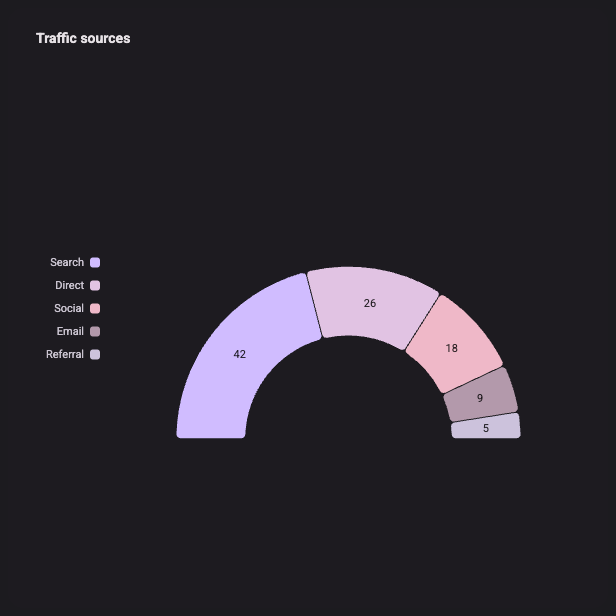 Traffic sources
Search
Direct
Social
Email
Referral
42
26
18
9
5